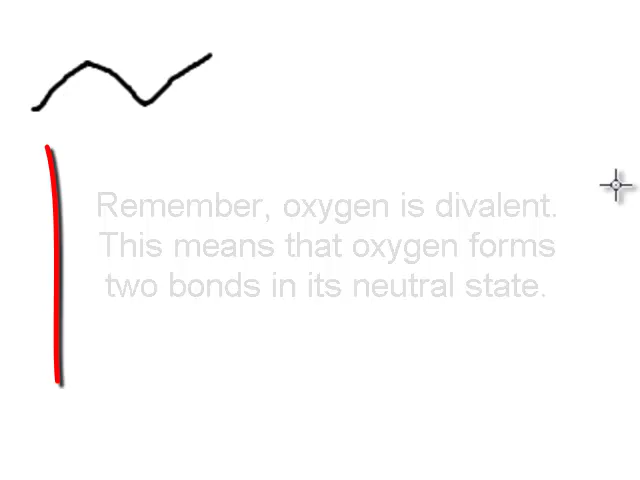 Remember, oxygen is divalent.
This means that oxygen forms
two bonds in its neutral state.